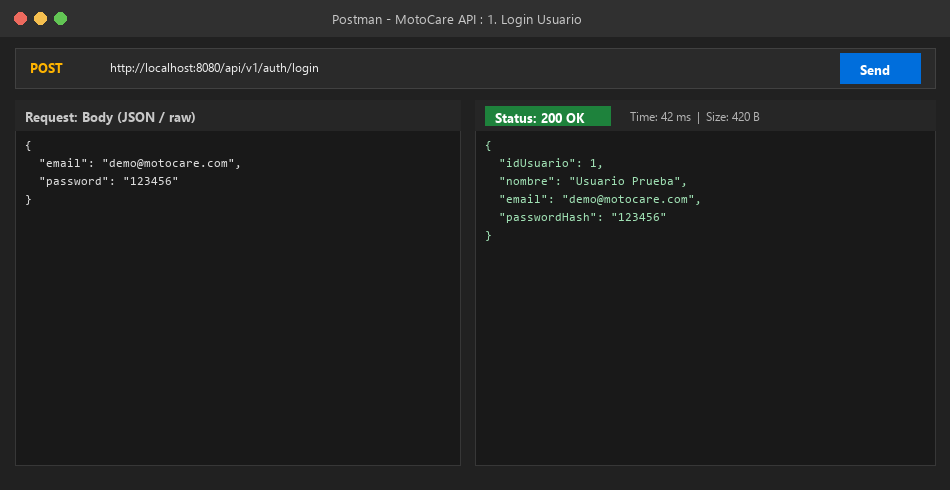 Postman - MotoCare API : 1. Login Usuario
POST http://localhost:8080/api/v1/auth/login Send
Request: Body (JSON / raw)
{
  "email": "demo@motocare.com",
  "password": "123456"
}
Status: 200 OK Time: 42 ms | Size: 420 B
{
  "idUsuario": 1,
  "nombre": "Usuario Prueba",
  "email": "demo@motocare.com",
  "passwordHash": "123456"
}